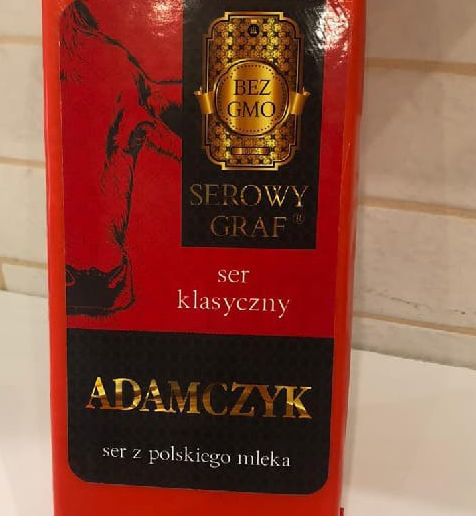 BEZ
GMO
SEROWY
GRAF ®
ser
klasyczny
ADAMCZYK
ser z polskiego mleka